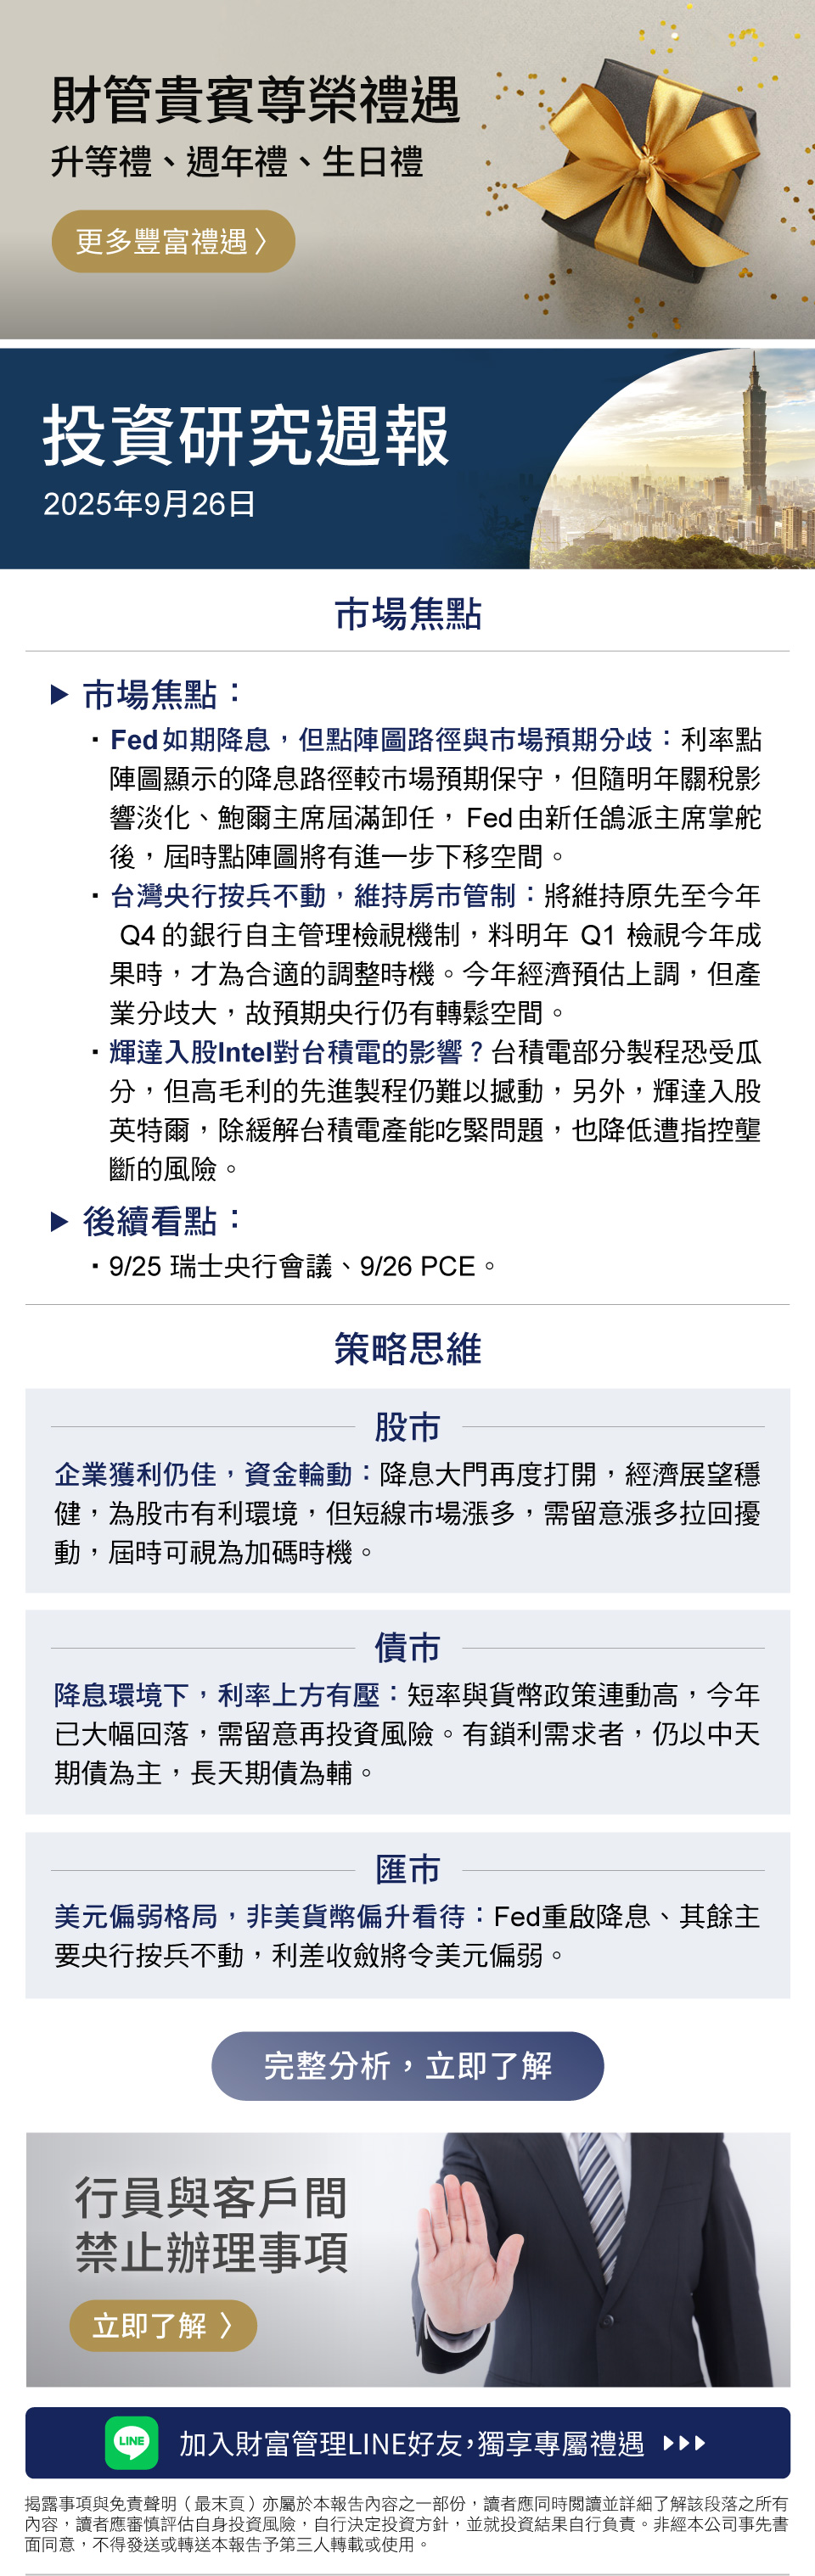 財管貴賓尊榮禮遇
升等禮、週年禮、生日禮
更多豐富禮遇 〉
投資研究週報
2025年9月26日
市場焦點
▶ 市場焦點：
‧ Fed 如期降息，但點陣圖路徑與市場預期分歧：利率點
陣圖顯示的降息路徑較市場預期保守，但隨明年關稅影
響淡化、鮑爾主席屆滿卸任， Fed 由新任鴿派主席掌舵
後，屆時點陣圖將有進一步下移空間。
‧ 台灣央行按兵不動，維持房市管制：將維持原先至今年
Q4 的銀行自主管理檢視機制，料明年 Q1 檢視今年成
果時，才為合適的調整時機。今年經濟預估上調，但產
業分歧大，故預期央行仍有轉鬆空間。
‧ 輝達入股Intel對台積電的影響？台積電部分製程恐受瓜
分，但高毛利的先進製程仍難以撼動，另外，輝達入股
英特爾，除緩解台積電產能吃緊問題，也降低遭指控壟
斷的風險。
▶ 後續看點：
‧ 9/25 瑞士央行會議、9/26 PCE。
策略思維
股市
企業獲利仍佳，資金輪動：降息大門再度打開，經濟展望穩
健，為股市有利環境，但短線市場漲多，需留意漲多拉回擾
動，屆時可視為加碼時機。
債市
降息環境下，利率上方有壓：短率與貨幣政策連動高，今年
已大幅回落，需留意再投資風險。有鎖利需求者，仍以中天
期債為主，長天期債為輔。
匯市
美元偏弱格局，非美貨幣偏升看待：Fed重啟降息、其餘主
要央行按兵不動，利差收斂將令美元偏弱。
完整分析，立即了解
行員與客戶間
禁止辦理事項
立即了解 〉
LINE 加入財富管理LINE好友，獨享專屬禮遇 ▶▶▶
揭露事項與免責聲明（最末頁）亦屬於本報告內容之一部份，讀者應同時閱讀並詳細了解該段落之所有
內容，讀者應審慎評估自身投資風險，自行決定投資方針，並就投資結果自行負責。非經本公司事先書
面同意，不得發送或轉送本報告予第三人轉載或使用。